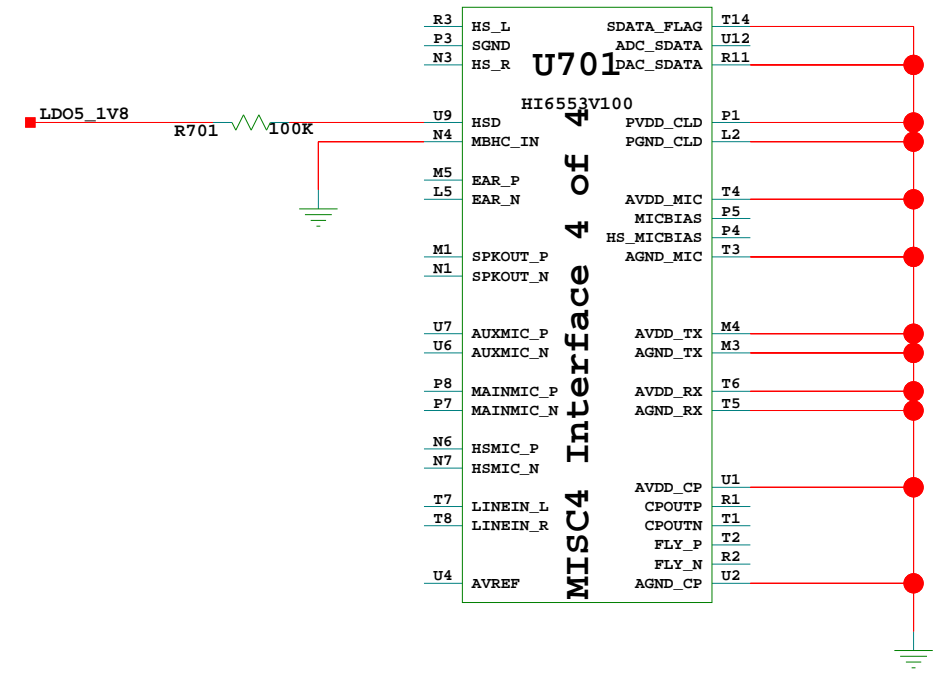 R3 HS_L SDATA_FLAG T14
P3 SGND ADC_SDATA U12
N3 HS_R DAC_SDATA R11
U701
HI6553V100
LDO5_1V8
R701 100K
U9 HSD PVDD_CLD P1
N4 MBHC_IN PGND_CLD L2
M5 EAR_P
L5 EAR_N AVDD_MIC T4
MICBIAS P5
HS_MICBIAS P4
M1 SPKOUT_P AGND_MIC T3
N1 SPKOUT_N
U7 AUXMIC_P AVDD_TX M4
U6 AUXMIC_N AGND_TX M3
P8 MAINMIC_P AVDD_RX T6
P7 MAINMIC_N AGND_RX T5
N6 HSMIC_P
N7 HSMIC_N
AVDD_CP U1
T7 LINEIN_L CPOUTP R1
T8 LINEIN_R CPOUTN T1
FLY_P T2
FLY_N R2
U4 AVREF AGND_CP U2
MISC4 Interface 4 of 4